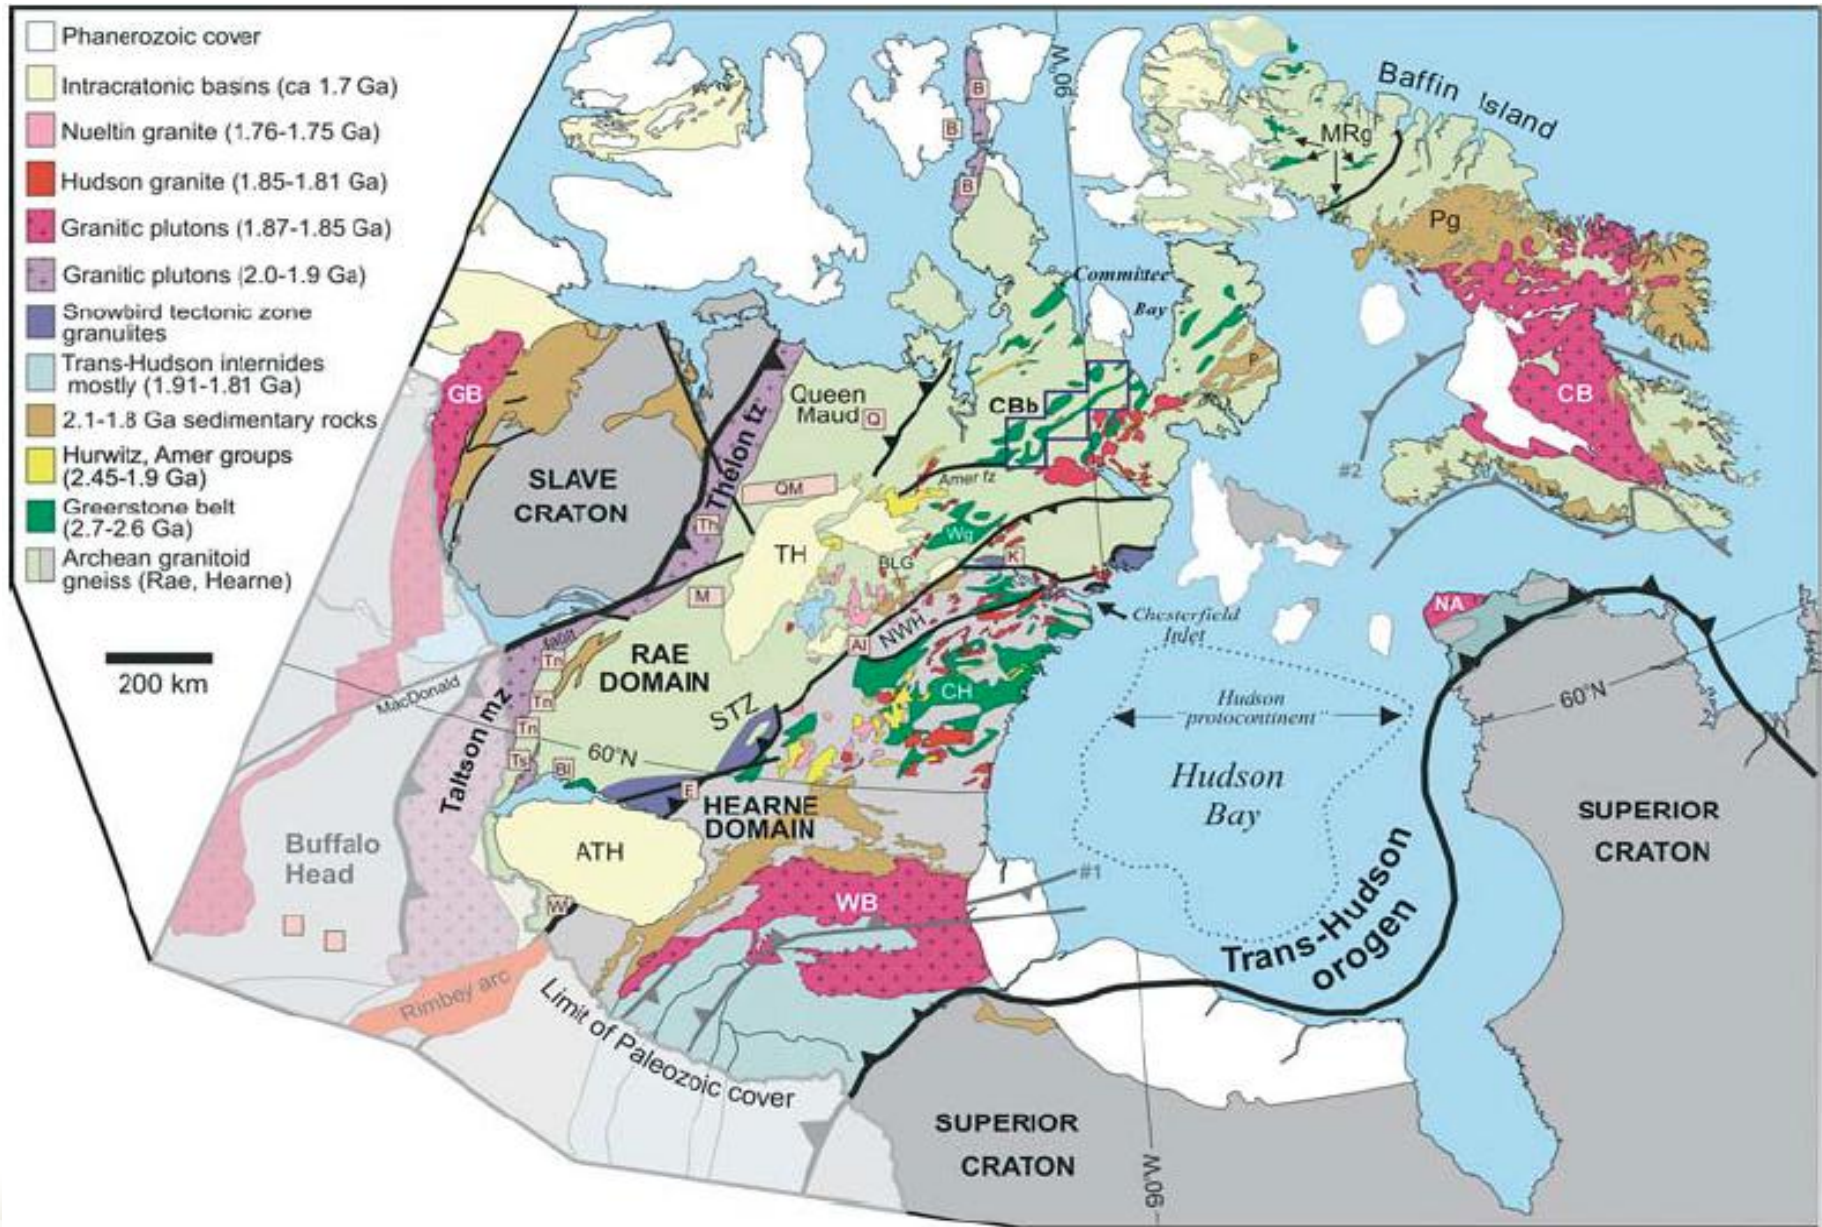 Phanerozoic cover
Intracratonic basins (ca 1.7 Ga)
Nueltin granite (1.76-1.75 Ga)
Hudson granite (1.85-1.81 Ga)
Granitic plutons (1.87-1.85 Ga)
Granitic plutons (2.0-1.9 Ga)
Snowbird tectonic zone
granulites
Trans-Hudson internides
mostly (1.91-1.81 Ga)
2.1-1.8 Ga sedimentary rocks
Hurwitz, Amer groups
(2.45-1.9 Ga)
Greenstone belt
(2.7-2.6 Ga)
Archean granitoid
gneiss (Rae, Hearne)
200 km
90°W
B
B
B
Baffin Island
MRg
Pg
Committee
Bay
P
GB
SLAVE
CRATON
Thelon tz
Queen
Maud
Q
CBb
CB
#2
QM
Amer fz
Th
TH
Wg
BLG
K
M
Chesterfield
Inlet
NA
NWH
AI
fault
MacDonald
Tn
Tn
Tn
Ts
Bl
RAE
DOMAIN
STZ
CH
60°N
60°N
Taltson mz
E
HEARNE
DOMAIN
Hudson
protocontinent
Hudson
Bay
SUPERIOR
CRATON
Buffalo
Head
ATH
W
WB
#1
Trans-Hudson
orogen
Rimbey arc
Limit of Paleozoic cover
SUPERIOR
CRATON
90°W